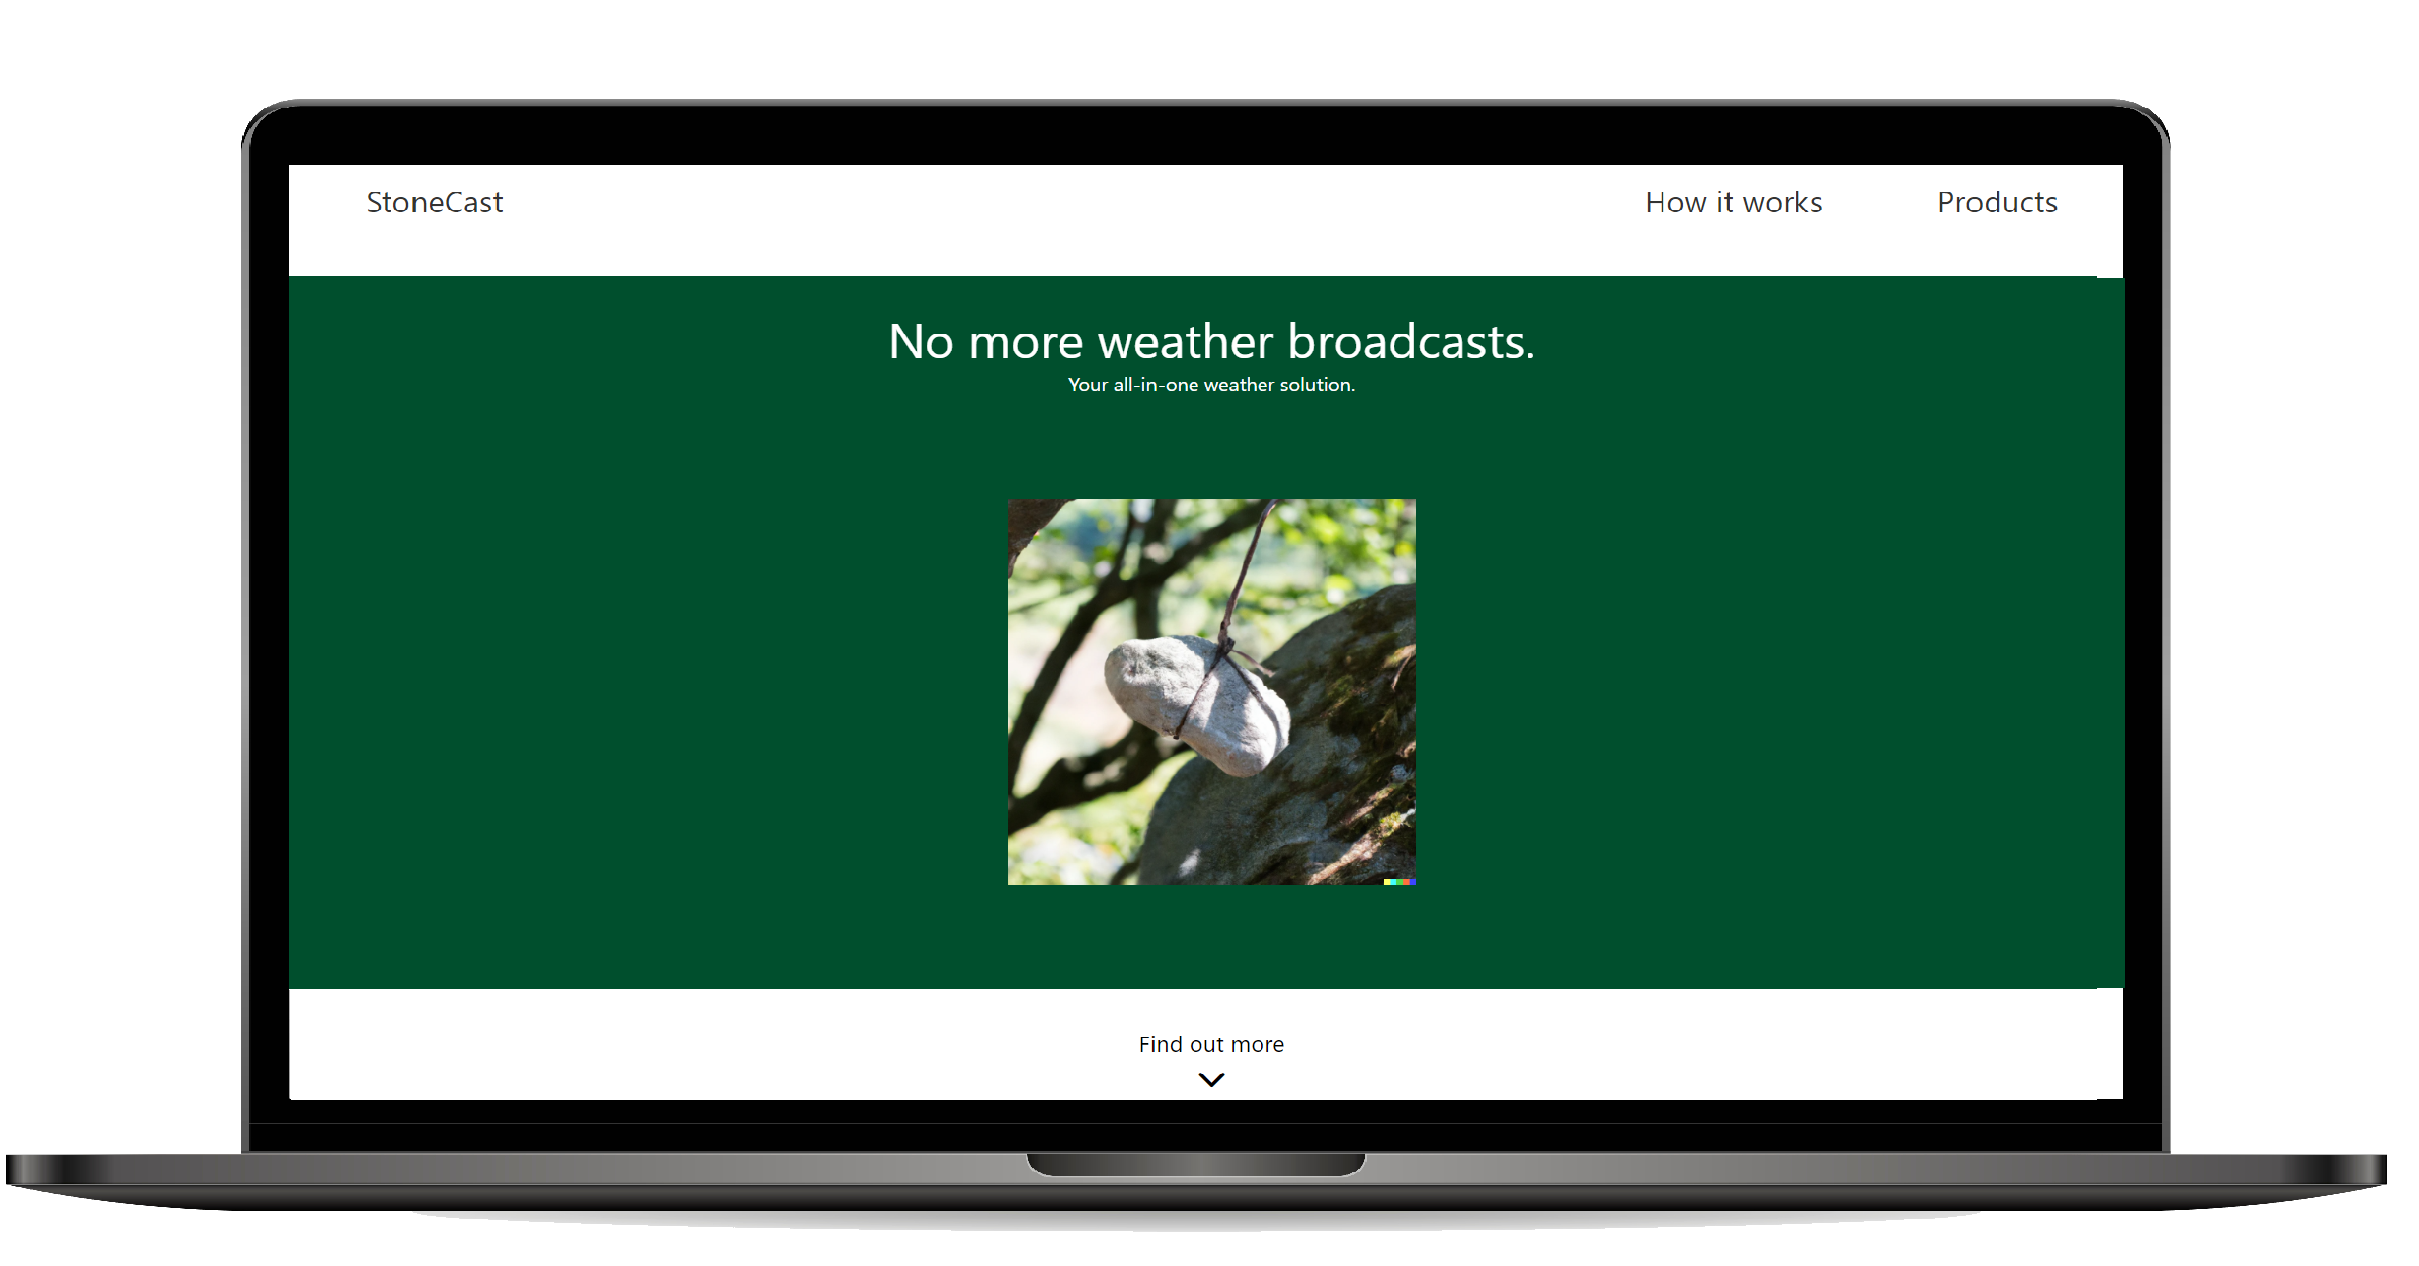 StoneCast
How it works
Products
No more weather broadcasts.
Your all-in-one weather solution.
Find out more